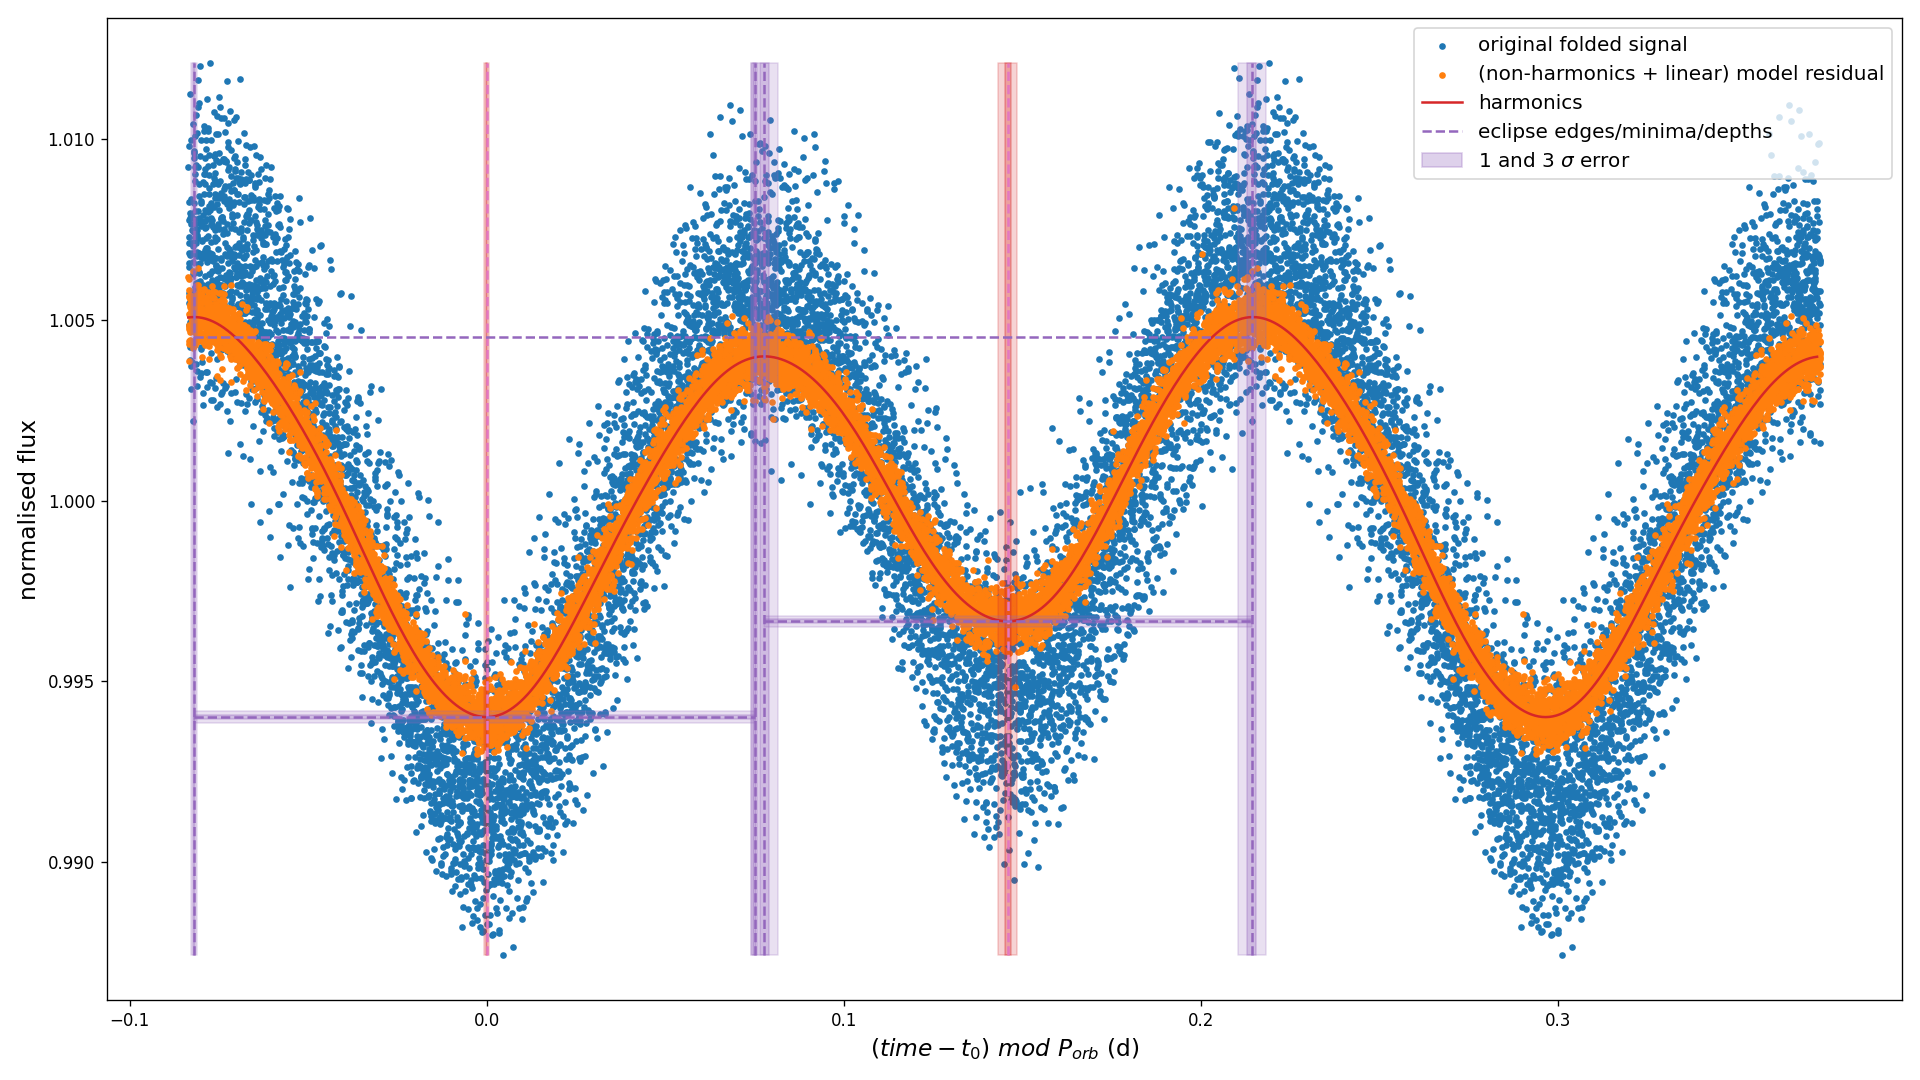 original folded signal
(non-harmonics + linear) model residual
harmonics
eclipse edges/minima/depths
1 and 3 σ error
normalised flux
1.010
1.005
1.000
0.995
0.990
−0.1
0.0
0.1
0.2
0.3
(time − t₀) mod Pₒᵣᵦ (d)